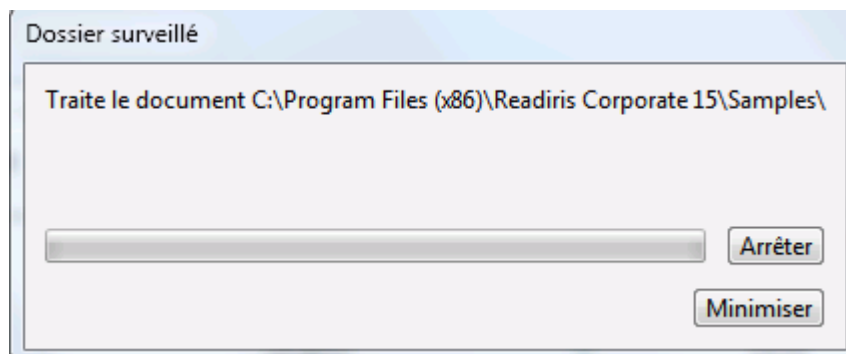 Dossier surveillé
Traite le document C:\Program Files (x86)\Readiris Corporate 15\Samples\
Arrêter
Minimiser